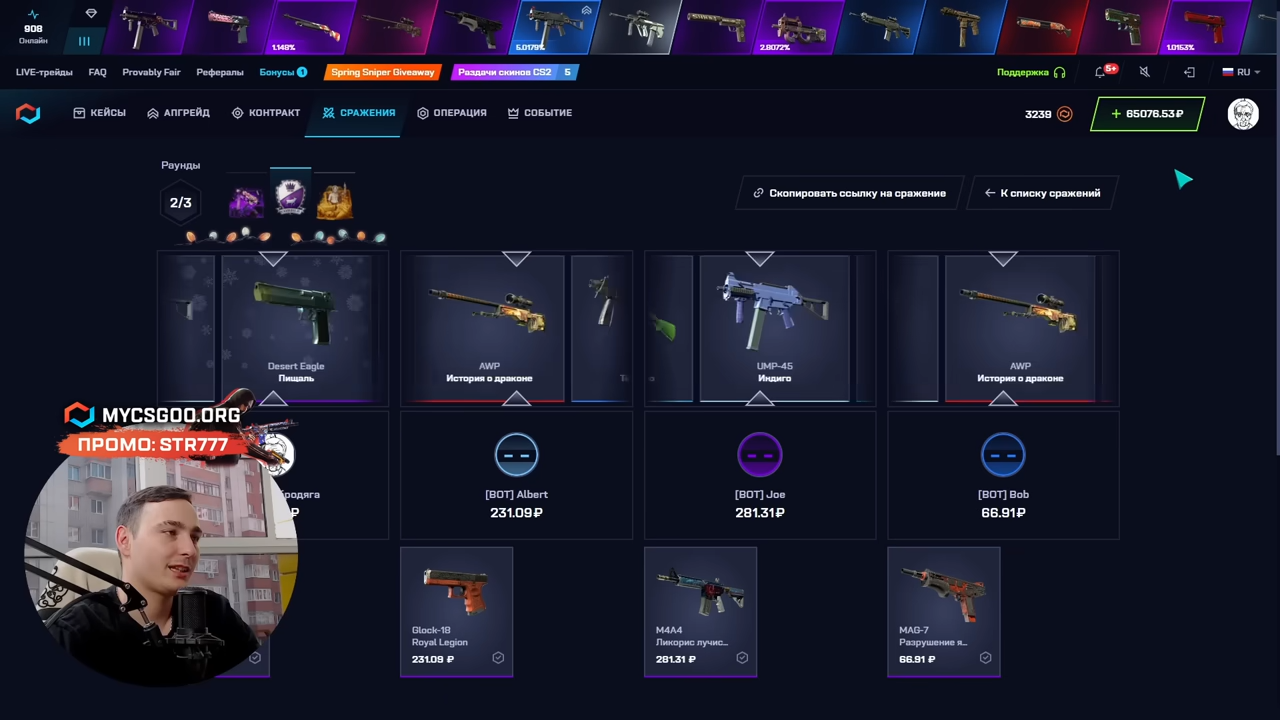 908
Онлайн
1.148%
5.0179%
2.8072%
1.0153%
LIVE-трейды
FAQ
Provably Fair
Рефералы
Бонусы 1
Spring Sniper Giveaway
Раздачи скинов CS2 5
Поддержка
5+
RU
КЕЙСЫ
АПГРЕЙД
КОНТРАКТ
СРАЖЕНИЯ
ОПЕРАЦИЯ
СОБЫТИЕ
3239
+ 65076.53₽
Раунды
2/3
Скопировать ссылку на сражение
К списку сражений
Desert Eagle
Пищаль
AWP
История о драконе
UMP-45
Индиго
AWP
История о драконе
MYCSGOO.ORG
ПРОМО: STR777
[BOT] Albert
231.09₽
[BOT] Joe
281.31₽
[BOT] Bob
66.91₽
Glock-18
Royal Legion
231.09 ₽
M4A4
Ликорис лучис...
281.31 ₽
MAG-7
Разрушение я...
66.91 ₽